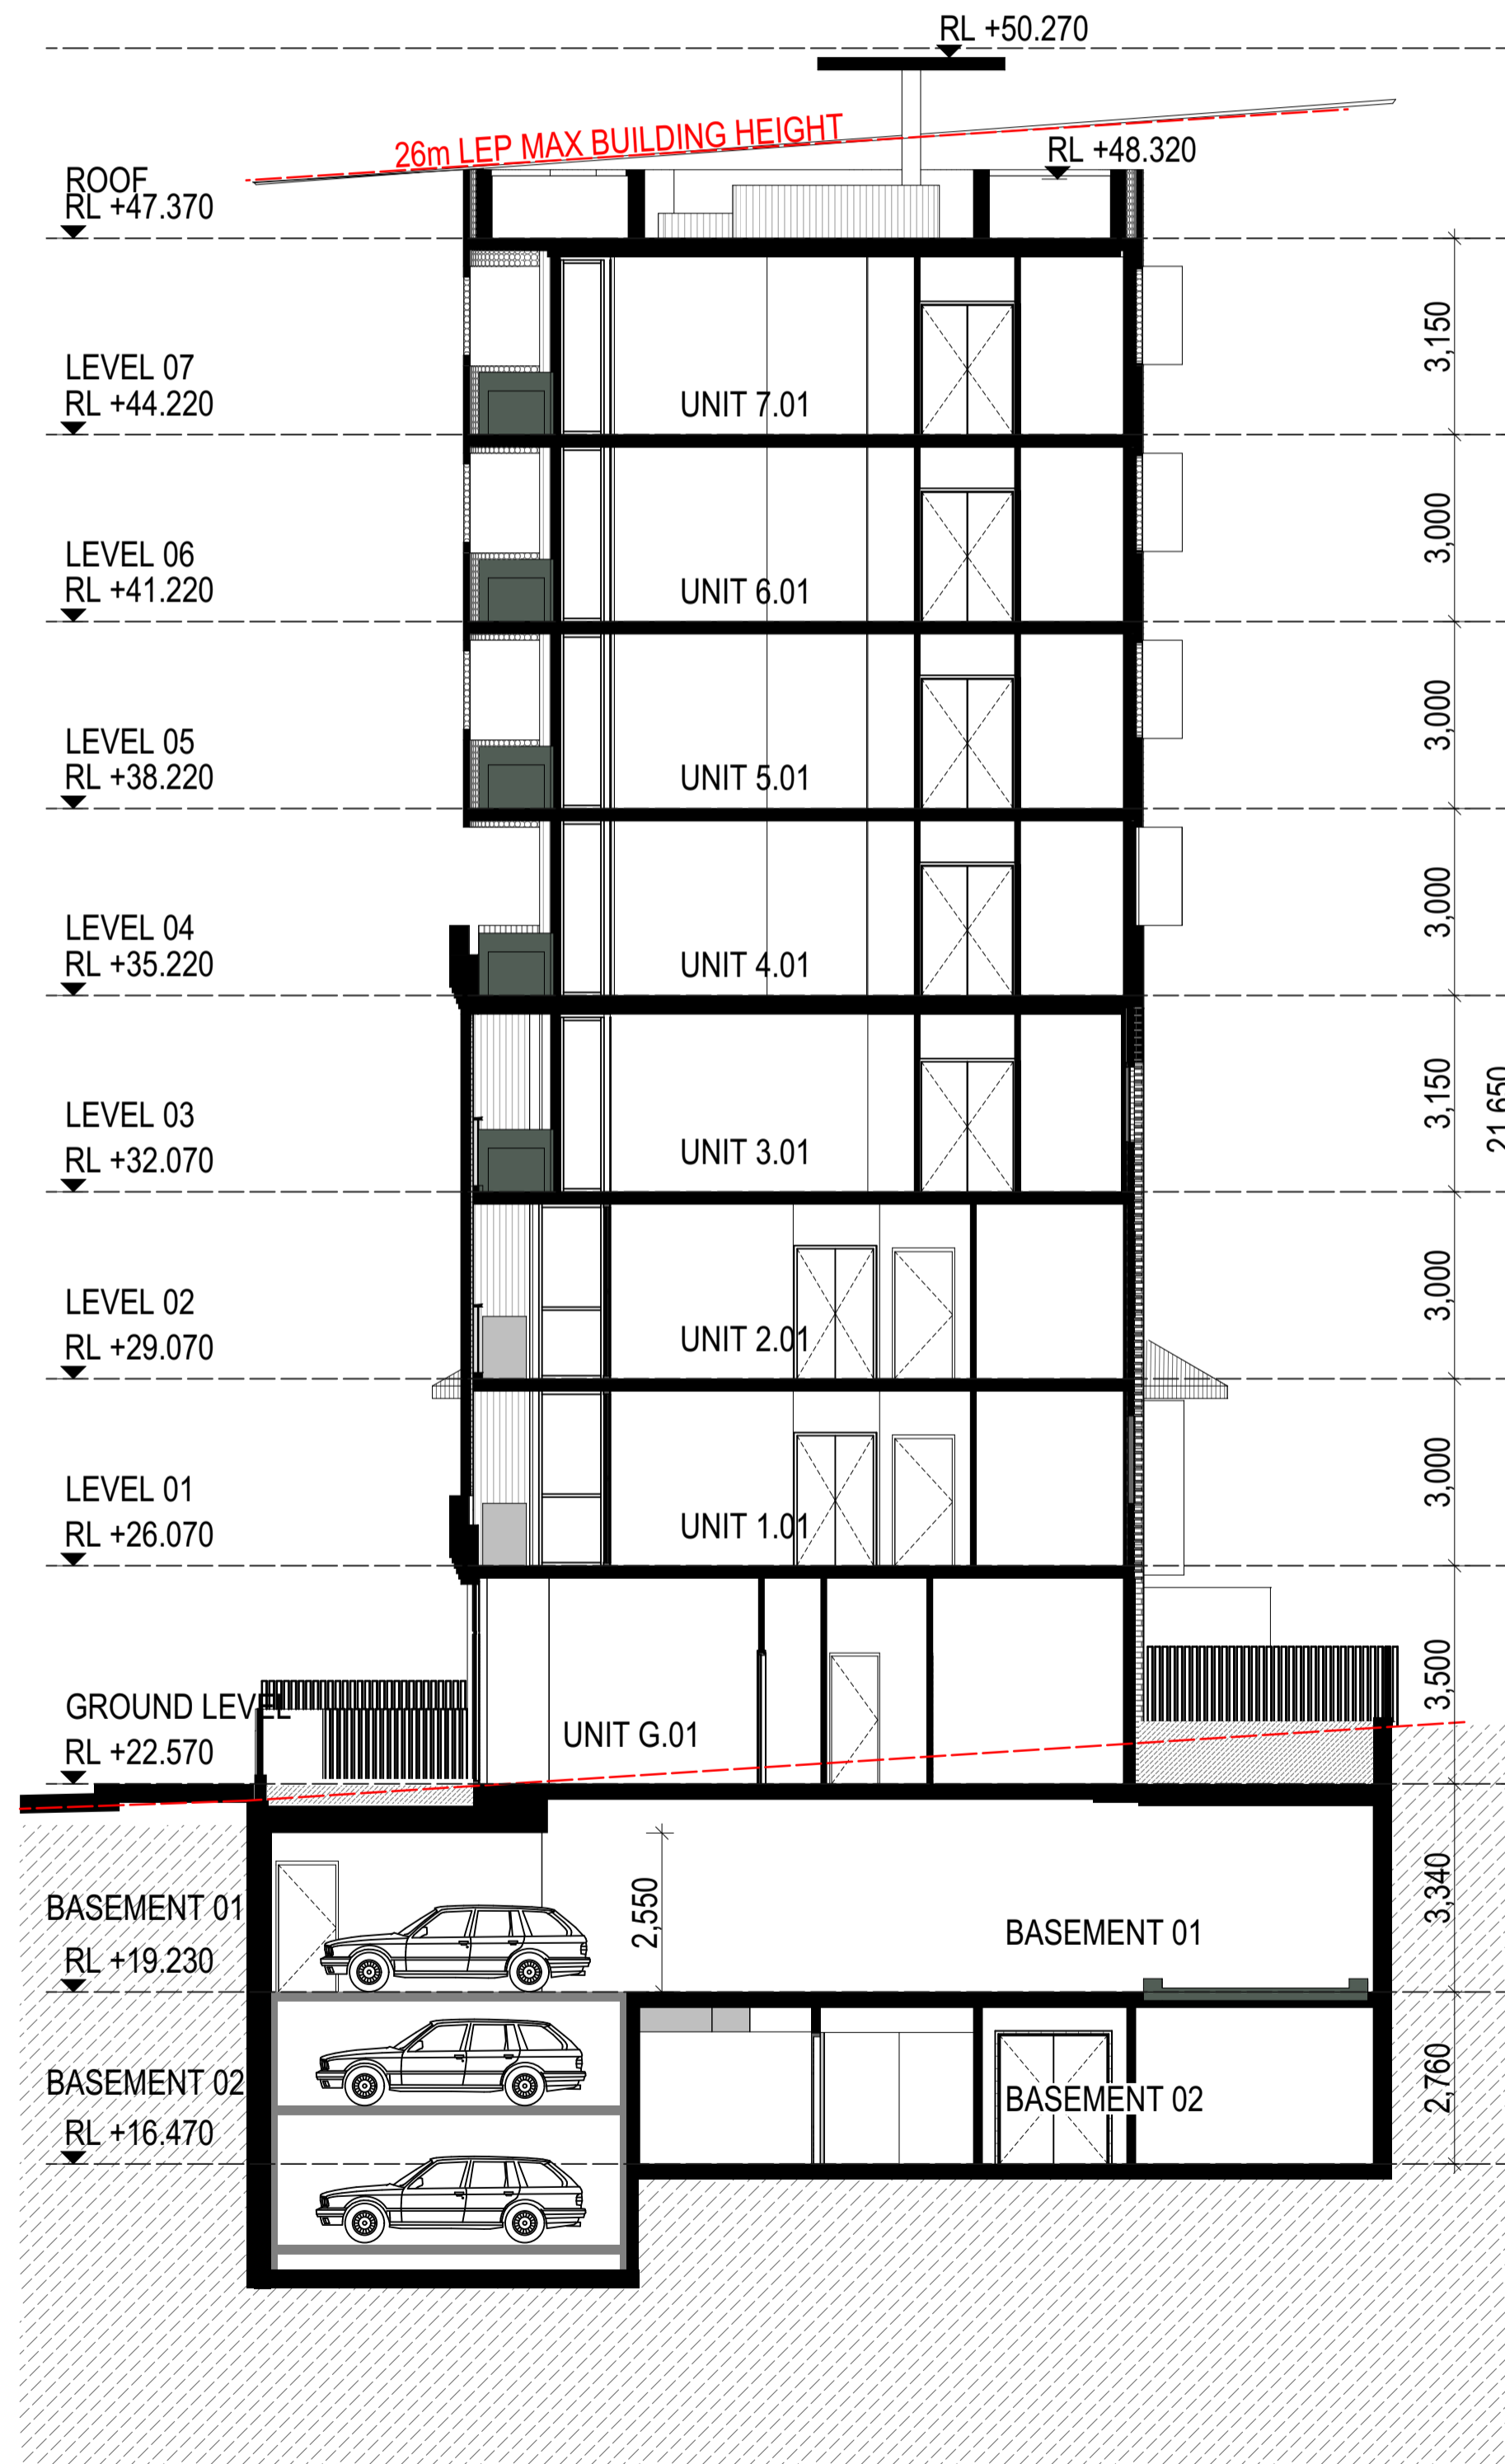 RL +50.270
26m LEP MAX BUILDING HEIGHT
RL +48.320
ROOF
RL +47.370
3,150
LEVEL 07
RL +44.220
UNIT 7.01
3,000
LEVEL 06
RL +41.220
UNIT 6.01
3,000
LEVEL 05
RL +38.220
UNIT 5.01
3,000
LEVEL 04
RL +35.220
UNIT 4.01
3,150
21,650
LEVEL 03
RL +32.070
UNIT 3.01
3,000
LEVEL 02
RL +29.070
UNIT 2.01
3,000
LEVEL 01
RL +26.070
UNIT 1.01
3,500
GROUND LEVEL
RL +22.570
UNIT G.01
3,340
2,550
BASEMENT 01
RL +19.230
BASEMENT 01
2,760
BASEMENT 02
RL +16.470
BASEMENT 02